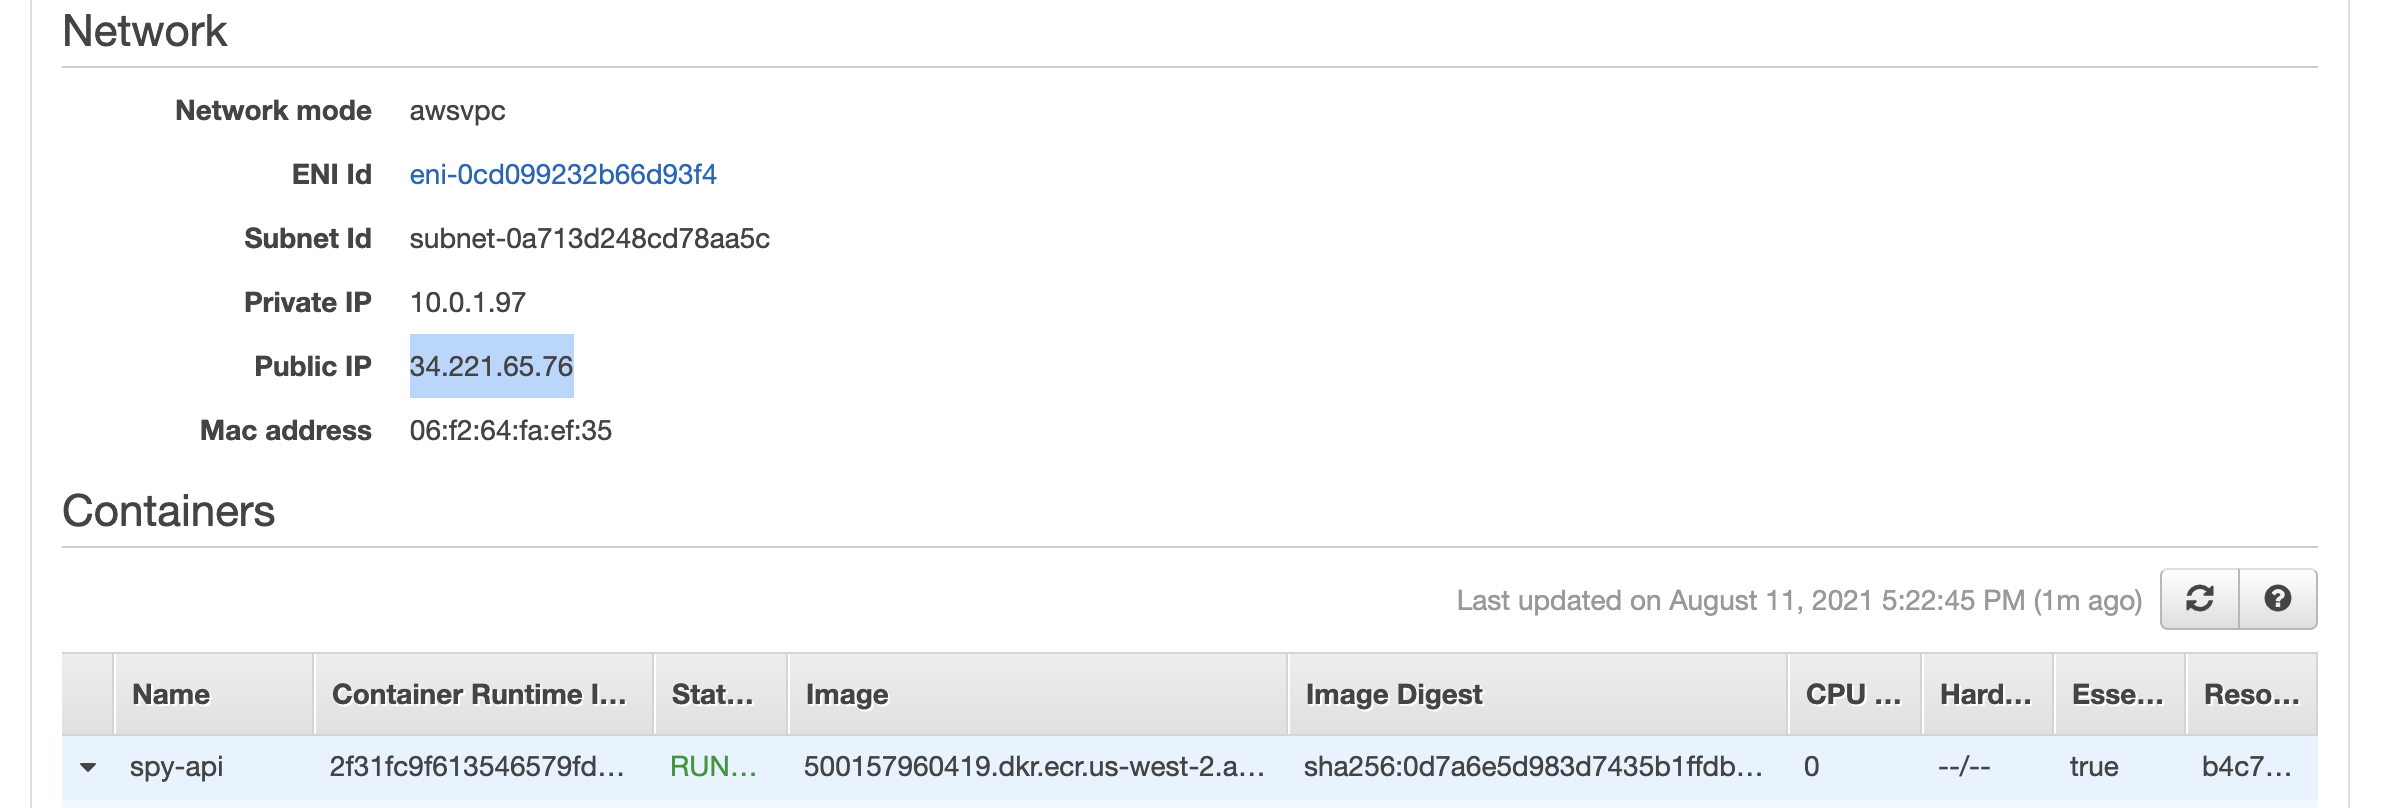 Network
Network mode awsvpc
ENI Id eni-0cd099232b66d93f4
Subnet Id subnet-0a713d248cd78aa5c
Private IP 10.0.1.97
Public IP 34.221.65.76
Mac address 06:f2:64:fa:ef:35
Containers
Last updated on August 11, 2021 5:22:45 PM (1m ago)
Name Container Runtime I... Stat... Image Image Digest CPU ... Hard... Esse... Reso...
spy-api 2f31fc9f613546579fd... RUN... 500157960419.dkr.ecr.us-west-2.a... sha256:0d7a6e5d983d7435b1ffdb... 0 --/-- true b4c7...